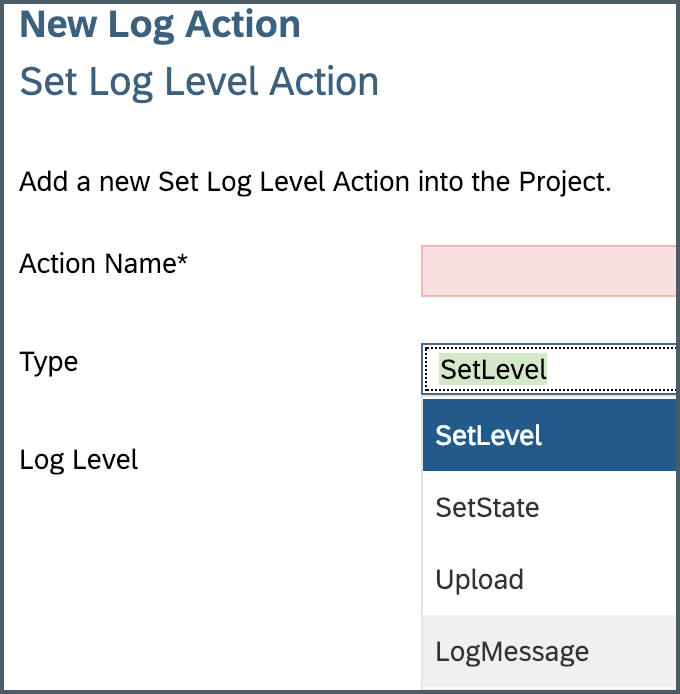 New Log Action
Set Log Level Action
Add a new Set Log Level Action into the Project.
Action Name*
Type
SetLevel
SetLevel
Log Level
SetState
Upload
LogMessage